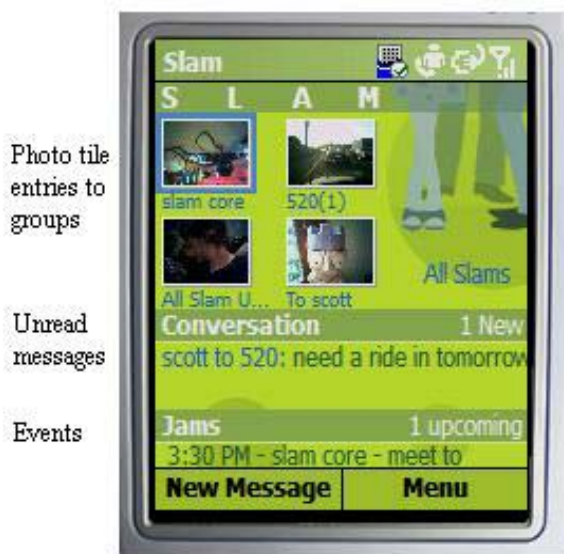 Slam
S L A M
Photo tile
entries to
groups
slam core 520(1)
All Slam U... To scott
All Slams
Unread
messages
Conversation 1 New
scott to 520: need a ride in tomorrow
Events
Jams 1 upcoming
3:30 PM - slam core - meet to
New Message Menu